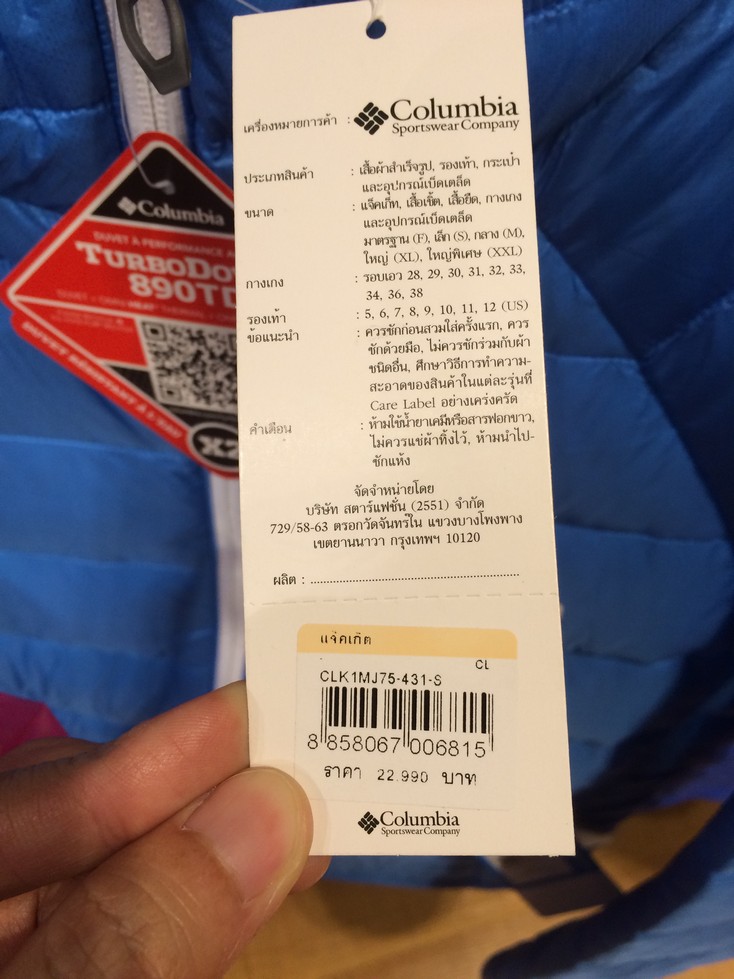 เครื่องหมายการค้า : Columbia
Sportswear Company
ประเภทสินค้า : เสื้อผ้าสำเร็จรูป, รองเท้า, กระเป๋า
และอุปกรณ์เบ็ดเตล็ด
ขนาด : แจ็คเก็ท, เสื้อเชิ้ต, เสื้อยืด, กางเกง
และอุปกรณ์เบ็ดเตล็ด
มาตรฐาน (F), เล็ก (S), กลาง (M),
ใหญ่ (XL), ใหญ่พิเศษ (XXL)
กางเกง : รอบเอว 28, 29, 30, 31, 32, 33,
34, 36, 38
รองเท้า : 5, 6, 7, 8, 9, 10, 11, 12 (US)
ข้อแนะนำ : ควรซักก่อนสวมใส่ครั้งแรก, ควร
ซักด้วยมือ, ไม่ควรซักร่วมกับผ้า
ชนิดอื่น, ศึกษาวิธีการทำความ-
สะอาดของสินค้าในแต่ละรุ่นที่
Care Label อย่างเคร่งครัด
คำเตือน : ห้ามใช้น้ำยาเคมีหรือสารฟอกขาว,
ไม่ควรแช่ผ้าทิ้งไว้, ห้ามนำไป-
ซักแห้ง
จัดจำหน่ายโดย
บริษัท สตาร์แฟชั่น (2551) จำกัด
729/58-63 ตรอกวัดจันทร์ใน แขวงบางโพงพาง
เขตยานนาวา กรุงเทพฯ 10120
ผลิต :
แจ๊คเก๊ต
CL
CLK1MJ75-431-S
8 858067 006815
ราคา 22.990 บาท
Columbia
Sportswear Company
Columbia
DUVET À PERFORMANCE
TURBODO
890TD
X2